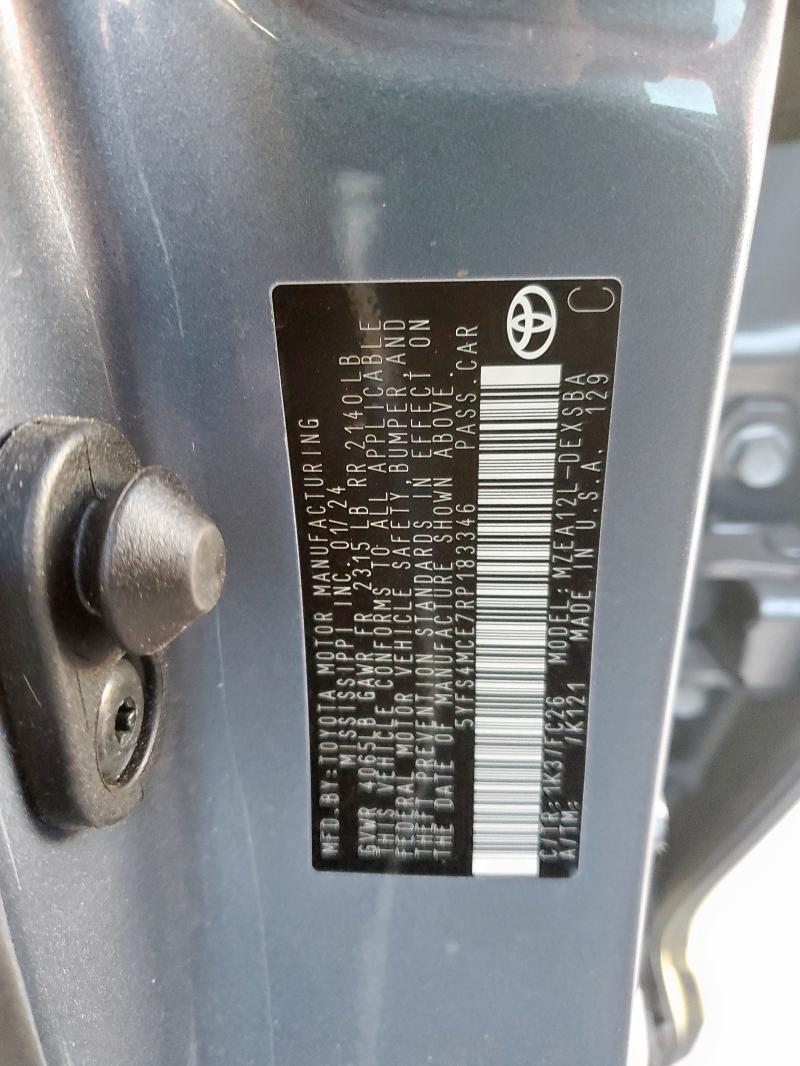 MFD. BY: TOYOTA MOTOR MANUFACTURING
MISSISSIPPI INC. 01/24
GVWR 4065LB GAWR FR 2315 LB RR 2140 LB
THIS VEHICLE CONFORMS TO ALL APPLICABLE
FEDERAL MOTOR VEHICLE SAFETY, BUMPER, AND
THEFT PREVENTION STANDARDS IN EFFECT ON
THE DATE OF MANUFACTURE SHOWN ABOVE.
5YFS4MCE7RP183346 PASS.CAR
C/TR: 1K3/FC26 MODEL: MZEA12L-DEXSBA
A/TM: /K121 MADE IN U.S.A. 129
C